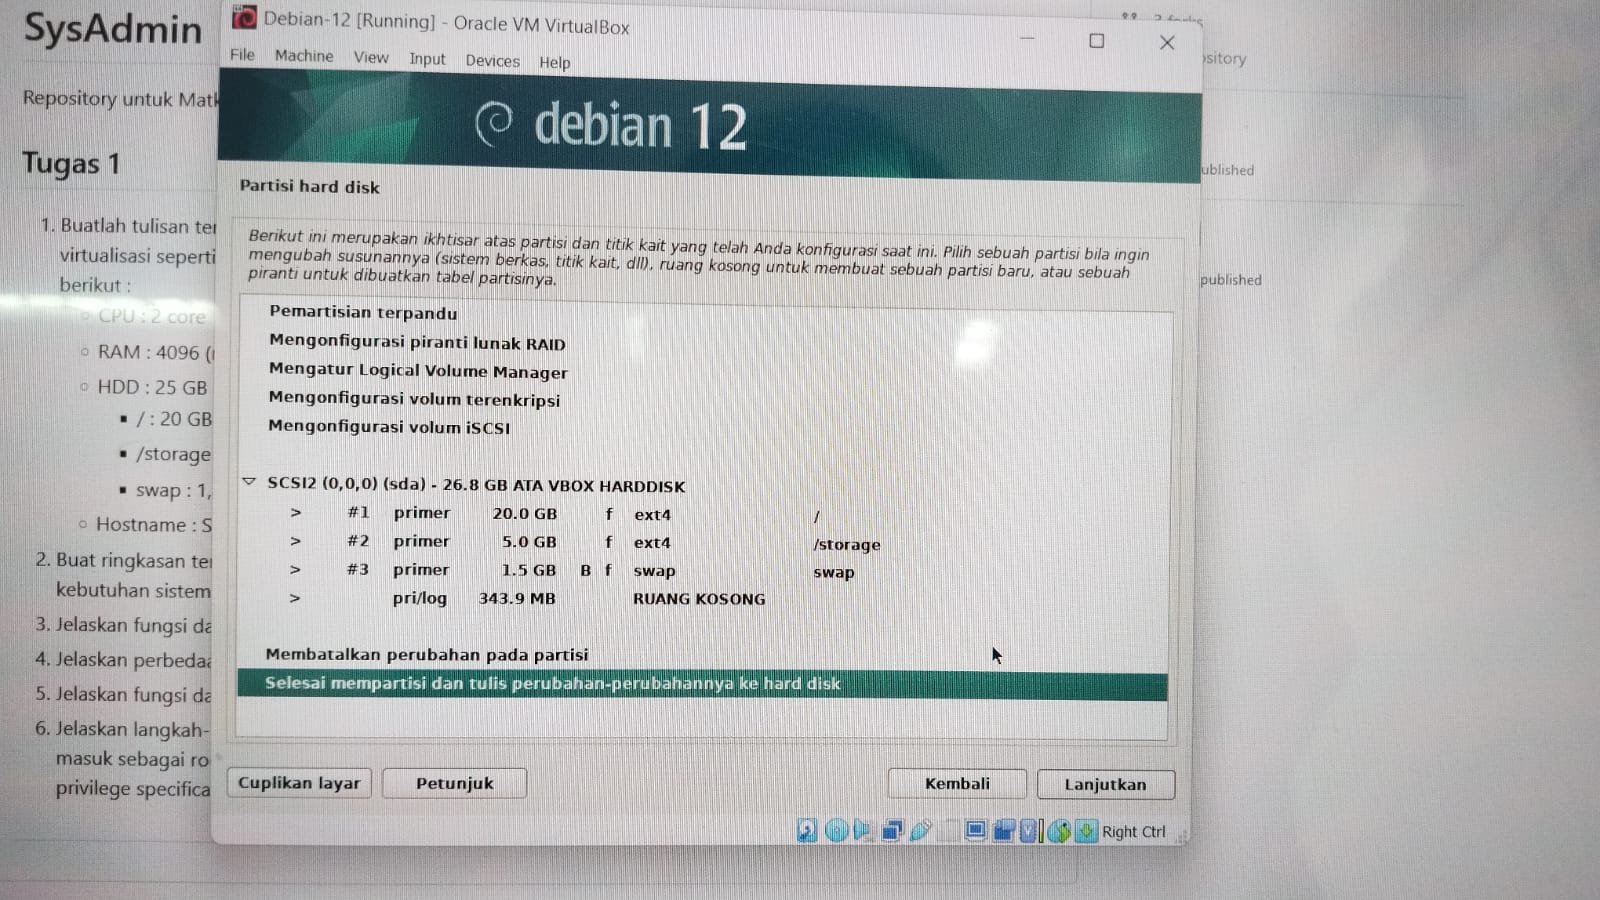 SysAdmin
Repository untuk Matk
Tugas 1
1. Buatlah tulisan ter
virtualisasi seperti
berikut :
CPU : 2 core
RAM : 4096 (
HDD : 25 GB
/ : 20 GB
/storage
swap : 1,
Hostname : S
2. Buat ringkasan te
kebutuhan sistem
3. Jelaskan fungsi da
4. Jelaskan perbedaa
5. Jelaskan fungsi da
6. Jelaskan langkah-
masuk sebagai ro
privilege specifica
Debian-12 [Running] - Oracle VM VirtualBox
File Machine View Input Devices Help
debian 12
Partisi hard disk
Berikut ini merupakan ikhtisar atas partisi dan titik kait yang telah Anda konfigurasi saat ini. Pilih sebuah partisi bila ingin
mengubah susunannya (sistem berkas, titik kait, dll), ruang kosong untuk membuat sebuah partisi baru, atau sebuah
piranti untuk dibuatkan tabel partisinya.
Pemartisian terpandu
Mengonfigurasi piranti lunak RAID
Mengatur Logical Volume Manager
Mengonfigurasi volum terenkripsi
Mengonfigurasi volum iSCSI
SCSI2 (0,0,0) (sda) - 26.8 GB ATA VBOX HARDDISK
> #1 primer 20.0 GB f ext4 /
> #2 primer 5.0 GB f ext4 /storage
> #3 primer 1.5 GB B f swap swap
> pri/log 343.9 MB RUANG KOSONG
Membatalkan perubahan pada partisi
Selesai mempartisi dan tulis perubahan-perubahannya ke hard disk
Cuplikan layar Petunjuk Kembali Lanjutkan
Right Ctrl
sitory
ublished
published